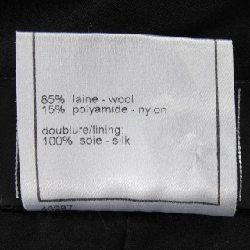 85% laine - wool
15% polyamide - nylon
doublure/lining:
100% soie - silk